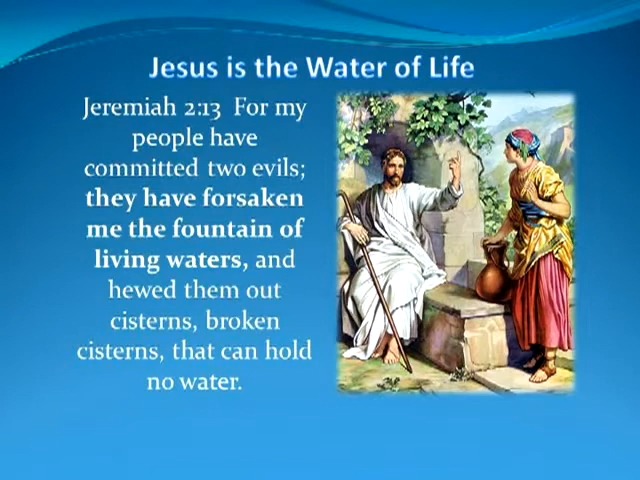 Jesus is the Water of Life
Jeremiah 2:13 For my
people have
committed two evils;
they have forsaken
me the fountain of
living waters, and
hewed them out
cisterns, broken
cisterns, that can hold
no water.